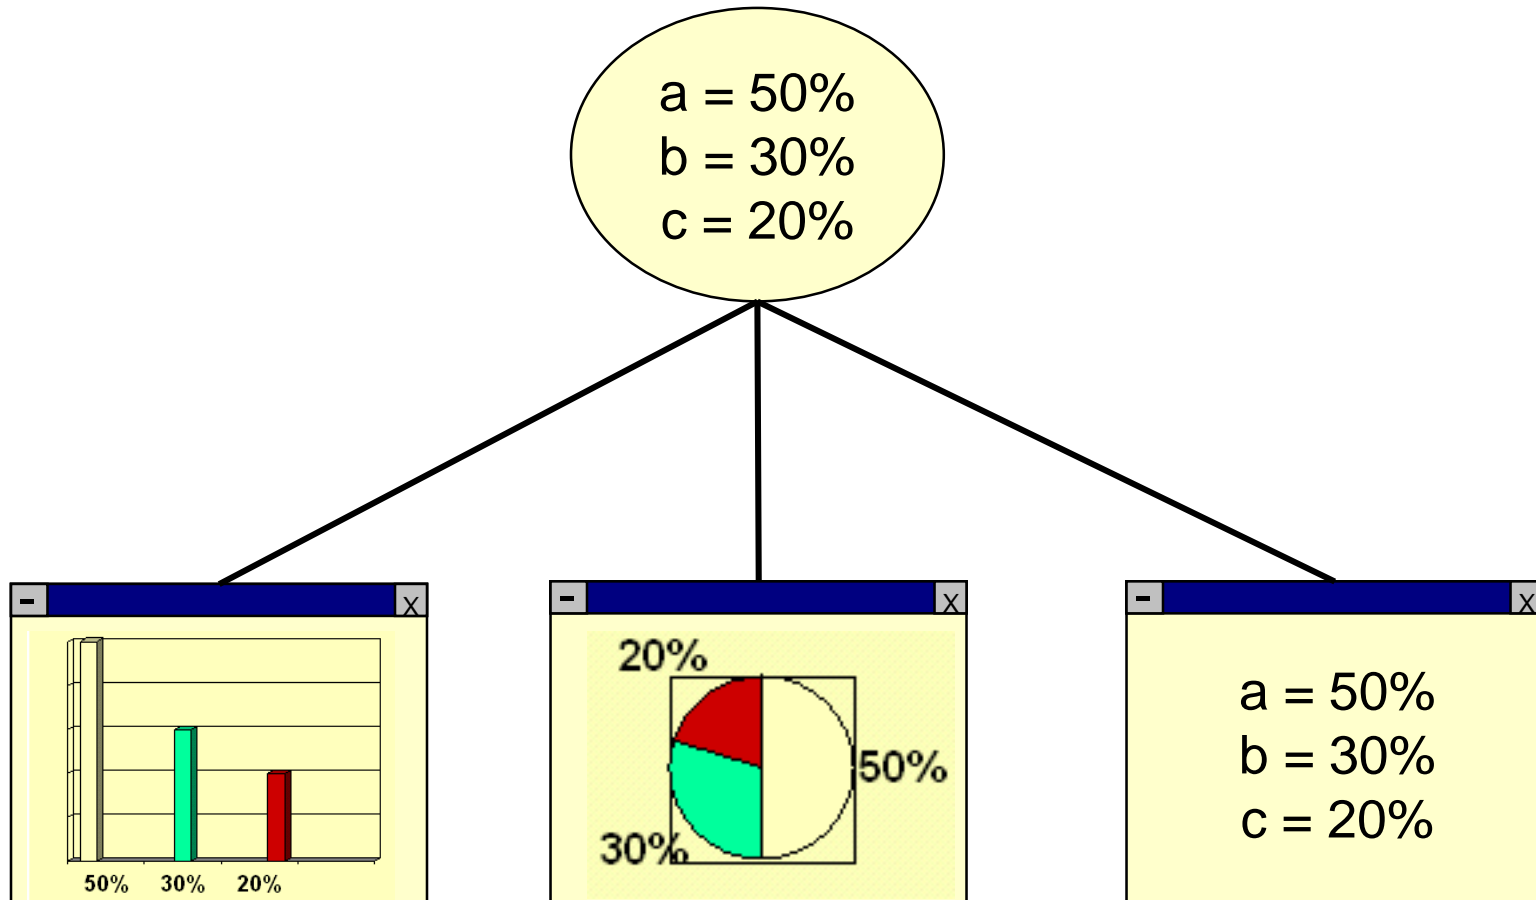 a = 50%
b = 30%
c = 20%
-
X
50% 30% 20%
-
X
20%
50%
30%
-
X
a = 50%
b = 30%
c = 20%